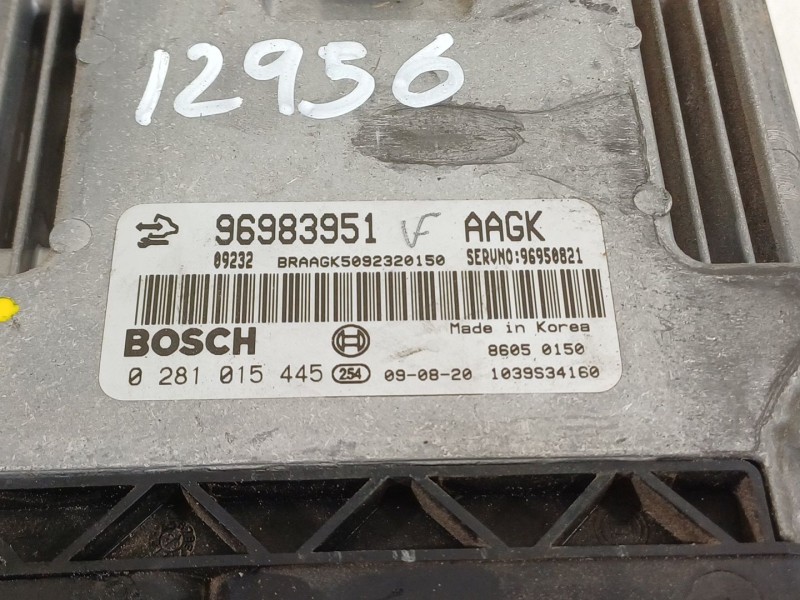 12956
96983951 VF AAGK
09232 BRAAGK5092320150 SERVNO:96950821
Made in Korea
BOSCH 8605 0150
0 281 015 445 254 09-08-20 1039S34160